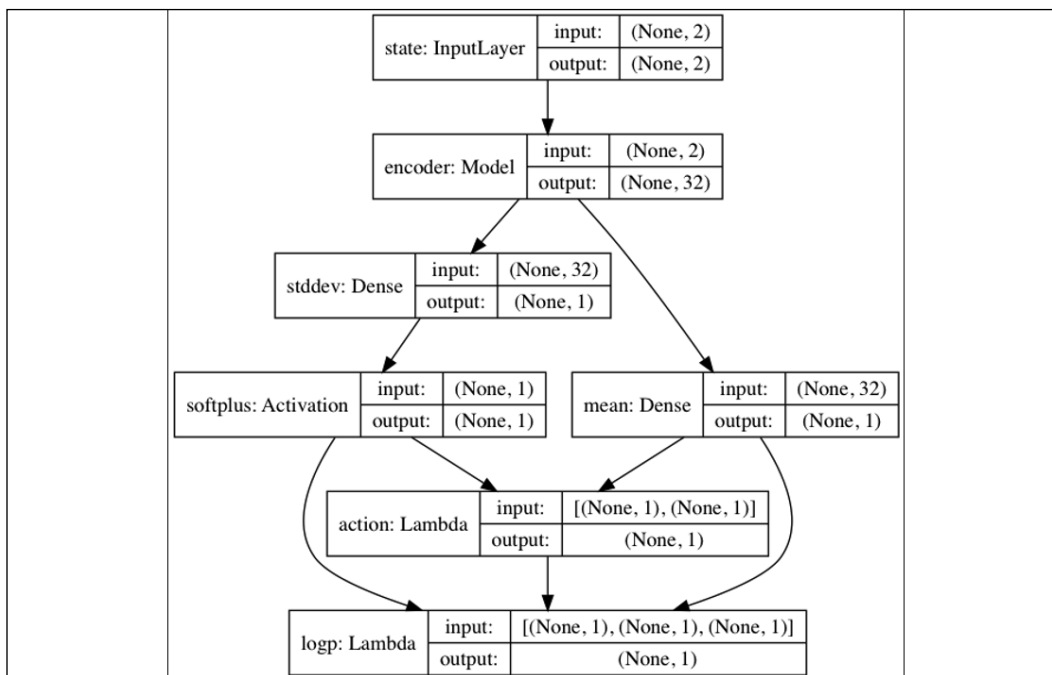 state: InputLayer
input: (None, 2)
output: (None, 2)
encoder: Model
input: (None, 2)
output: (None, 32)
stddev: Dense
input: (None, 32)
output: (None, 1)
softplus: Activation
input: (None, 1)
output: (None, 1)
mean: Dense
input: (None, 32)
output: (None, 1)
action: Lambda
input: [(None, 1), (None, 1)]
output: (None, 1)
logp: Lambda
input: [(None, 1), (None, 1), (None, 1)]
output: (None, 1)